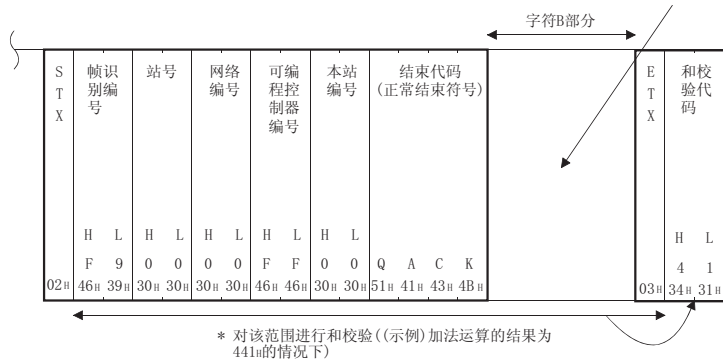 字符B部分
S
T
X
帧识
别编
号
站号
网络
编号
可编
程控
制器
编号
本站
编号
结束代码
(正常结束符号)
E
T
X
和校
验代
码
H L H L H L H L H L H L
F 9 0 0 0 0 F F 0 0 Q A C K 4 1
02H 46H 39H 30H 30H 30H 30H 46H 46H 30H 30H 51H 41H 43H 4BH 03H 34H 31H
* 对该范围进行和校验((示例)加法运算的结果为
441H的情况下)